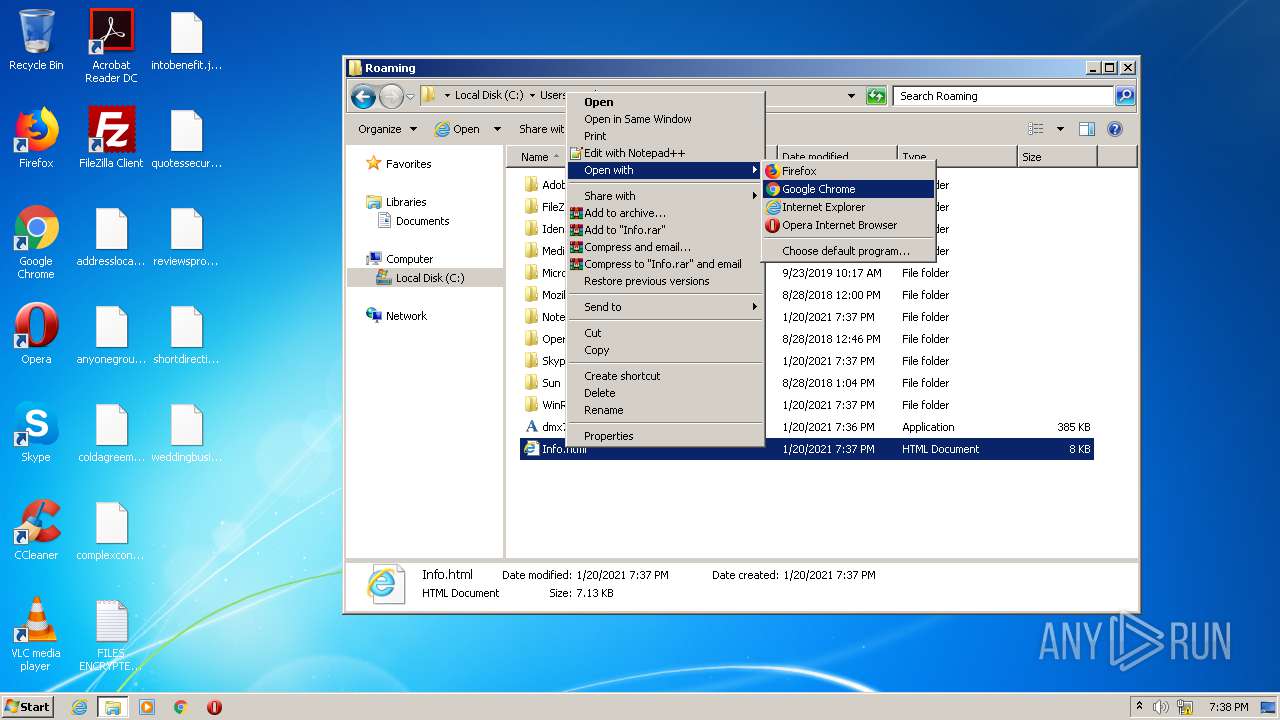 Recycle Bin
Acrobat
Reader DC
intobenefit.j...
Firefox
FileZilla Client
quotessecur...
Google
Chrome
addressloca...
reviewspro...
Opera
anyonegrou...
shortdirecti...
Skype
coldagreem...
weddingbusi...
CCleaner
complexcon...
VLC media
player
FILES
ENCRYPTE...
Roaming
Local Disk (C:)
Users
Search Roaming
Organize
Open
Share wit
Favorites
Libraries
Documents
Computer
Local Disk (C:)
Network
Name
Date modified
Type
Size
Adob
FileZ
Iden
Medi
Micro
9/23/2019 10:17 AM File folder
Mozil
8/28/2018 12:00 PM File folder
Note
1/20/2021 7:37 PM File folder
Oper
8/28/2018 12:46 PM File folder
Skyp
1/20/2021 7:37 PM File folder
Sun
8/28/2018 1:04 PM File folder
WinR
1/20/2021 7:37 PM File folder
1/20/2021 7:36 PM Application 385 KB
Info.html 1/20/2021 7:37 PM HTML Document 8 KB
Open
Open in Same Window
Print
Edit with Notepad++
Open with
Share with
Add to archive...
Add to "Info.rar"
Compress and email...
Compress to "Info.rar" and email
Restore previous versions
Send to
Cut
Copy
Create shortcut
Delete
Rename
Properties
Firefox
Google Chrome
Internet Explorer
Opera Internet Browser
Choose default program...
Info.html Date modified: 1/20/2021 7:37 PM Date created: 1/20/2021 7:37 PM
HTML Document Size: 7.13 KB
ANY RUN
Start
7:38 PM